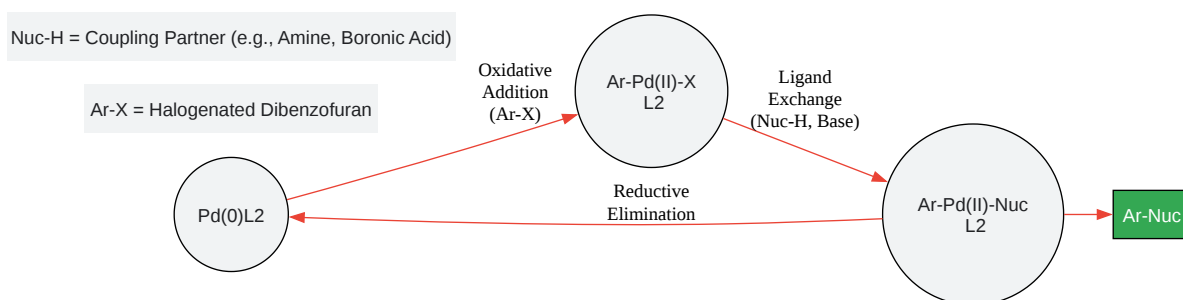 Nuc-H = Coupling Partner (e.g., Amine, Boronic Acid)
Ar-X = Halogenated Dibenzofuran
Oxidative
Addition
(Ar-X)
Ar-Pd(II)-X
L2
Ligand
Exchange
(Nuc-H, Base)
Pd(0)L2
Reductive
Elimination
Ar-Pd(II)-Nuc
L2
Ar-Nuc